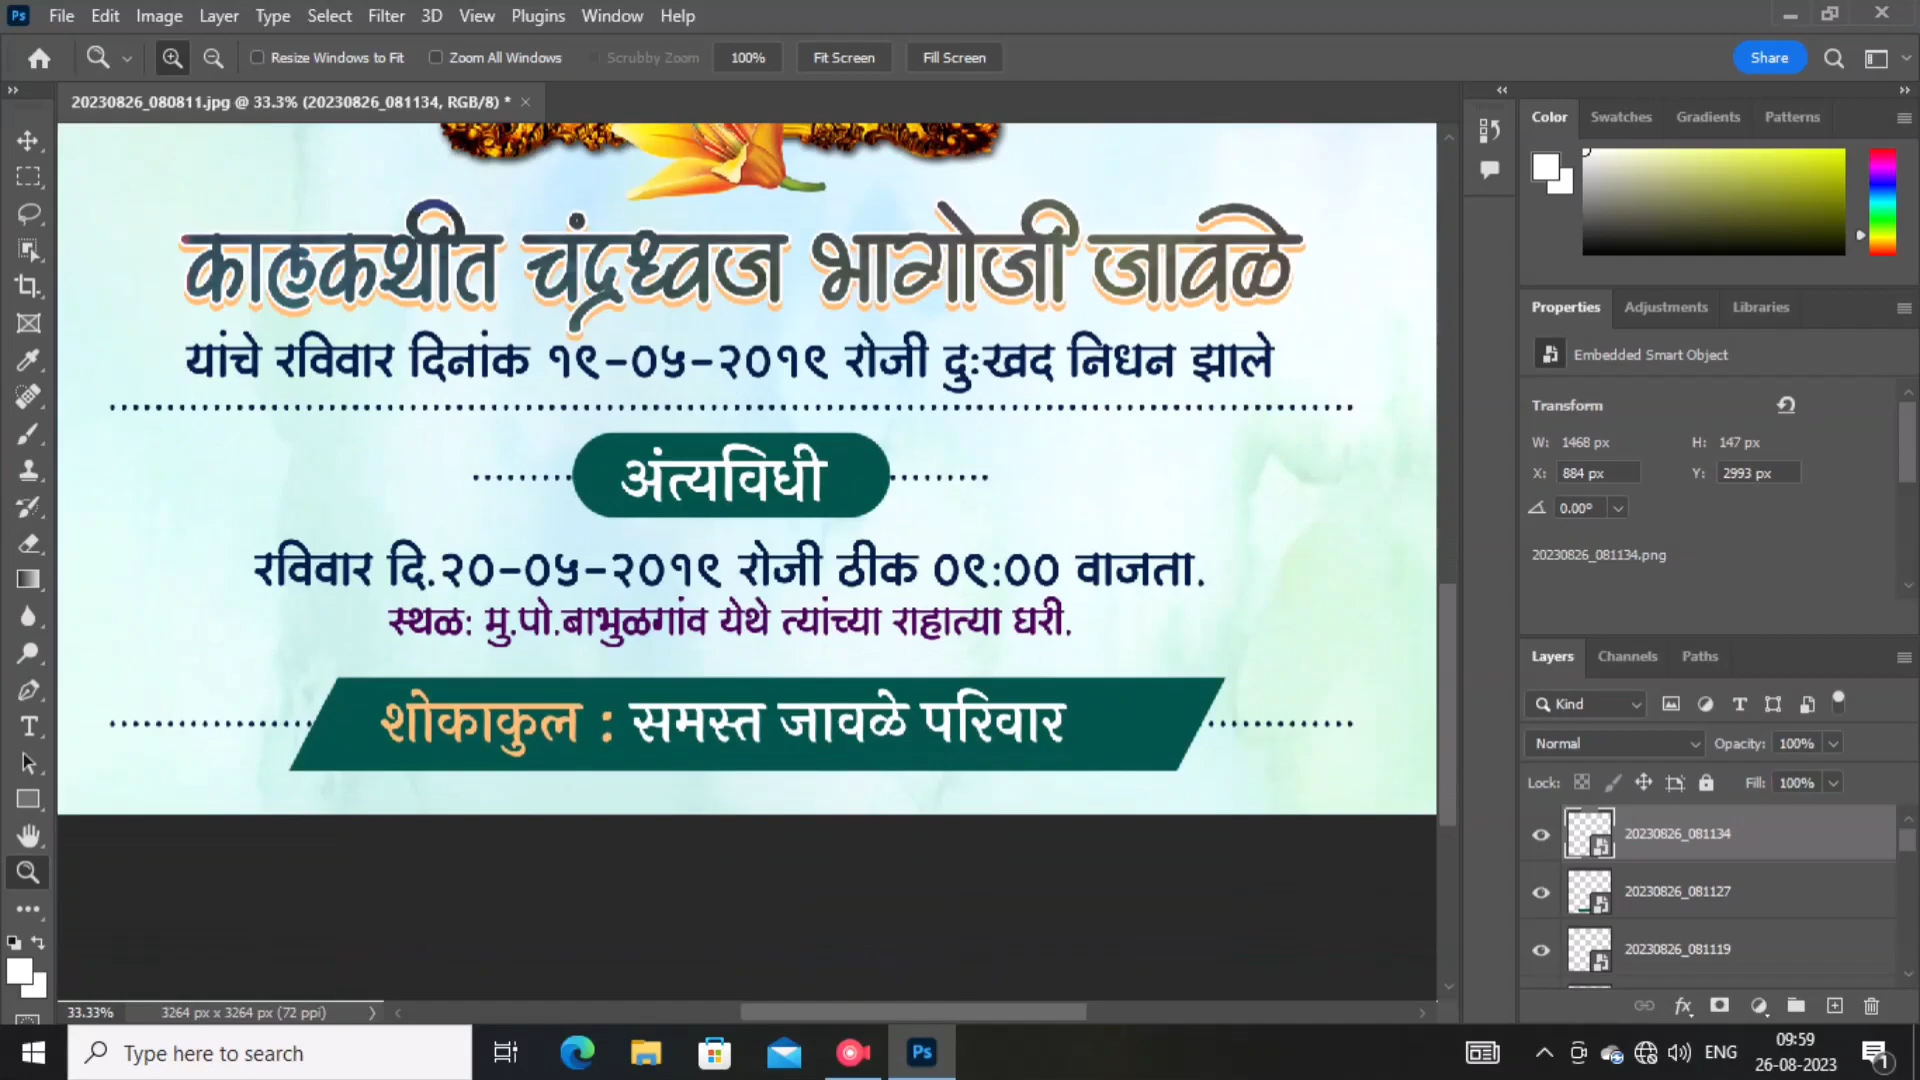 Ps File Edit Image Layer Type Select Filter 3D View Plugins Window Help
Resize Windows to Fit Zoom All Windows Scrubby Zoom 100% Fit Screen Fill Screen Share
20230826_080811.jpg @ 33.3% (20230826_081134, RGB/8) * ×
Color Swatches Gradients Patterns
कालकथीत चंद्रध्वज भागोजी जावळे
यांचे रविवार दिनांक १९-०५-२०१९ रोजी दुःखद निधन झाले
अंत्यविधी
रविवार दि.२०-०५-२०१९ रोजी ठीक ०९:०० वाजता.
स्थळ: मु.पो.बाभुळगांव येथे त्यांच्या राहात्या घरी.
शोकाकुल : समस्त जावळे परिवार
Properties Adjustments Libraries
Embedded Smart Object
Transform
W: 1468 px H: 147 px
X: 884 px Y: 2993 px
0.00°
20230826_081134.png
Layers Channels Paths
Kind
Normal Opacity: 100%
Lock: Fill: 100%
20230826_081134
20230826_081127
20230826_081119
33.33% 3264 px x 3264 px (72 ppi)
Type here to search
Ps
ENG
09:59
26-08-2023
1